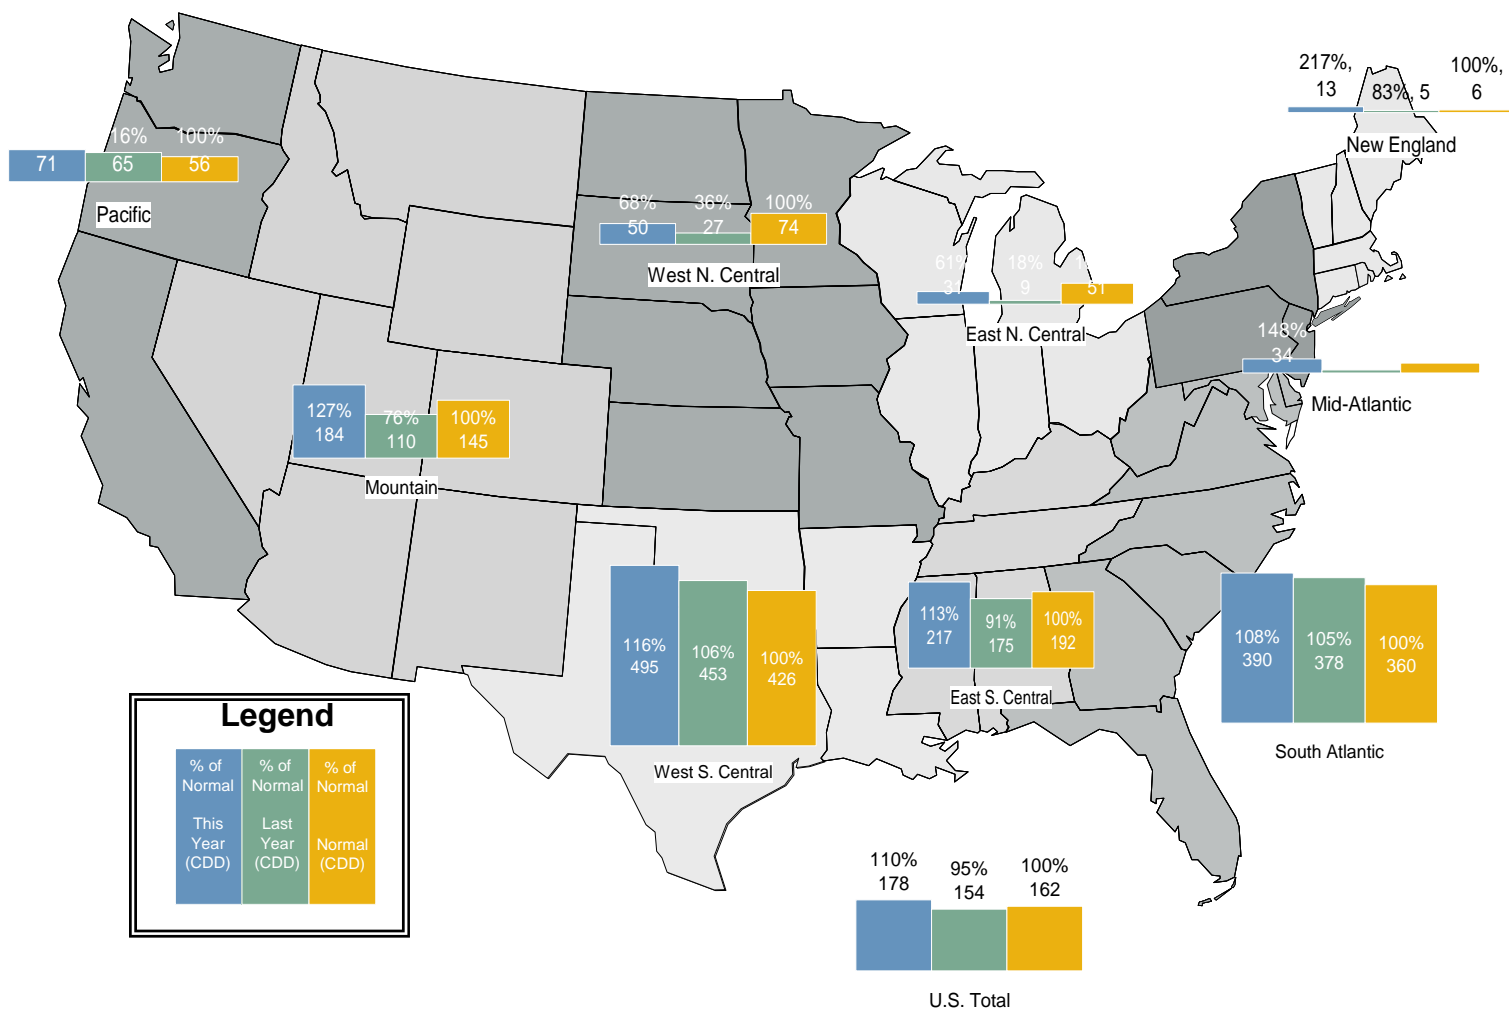 217%,
13
83%, 5
100%,
6
New England
16%
100%
71
65
56
Pacific
68%
50
36%
27
100%
74
West N. Central
61%
31
18%
9
51
East N. Central
148%
34
Mid-Atlantic
127%
184
76%
110
100%
145
Mountain
116%
495
106%
453
100%
426
West S. Central
113%
217
91%
175
100%
192
East S. Central
108%
390
105%
378
100%
360
South Atlantic
Legend
% of
Normal
This
Year
(CDD)
% of
Normal
Last
Year
(CDD)
% of
Normal
Normal
(CDD)
110%
178
95%
154
100%
162
U.S. Total